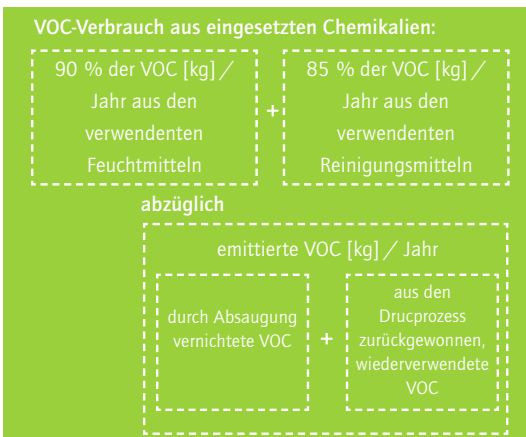 VOC-Verbrauch aus eingesetzten Chemikalien:
90 % der VOC [kg] /
Jahr aus den
verwendenten
Feuchtmitteln
+
85 % der VOC [kg] /
Jahr aus den
verwendenten
Reinigungsmitteln
abzüglich
emittierte VOC [kg] / Jahr
durch Absaugung
vernichtete VOC
+
aus den
Drucprozess
zurückgewonnen,
wiederverwendete
VOC